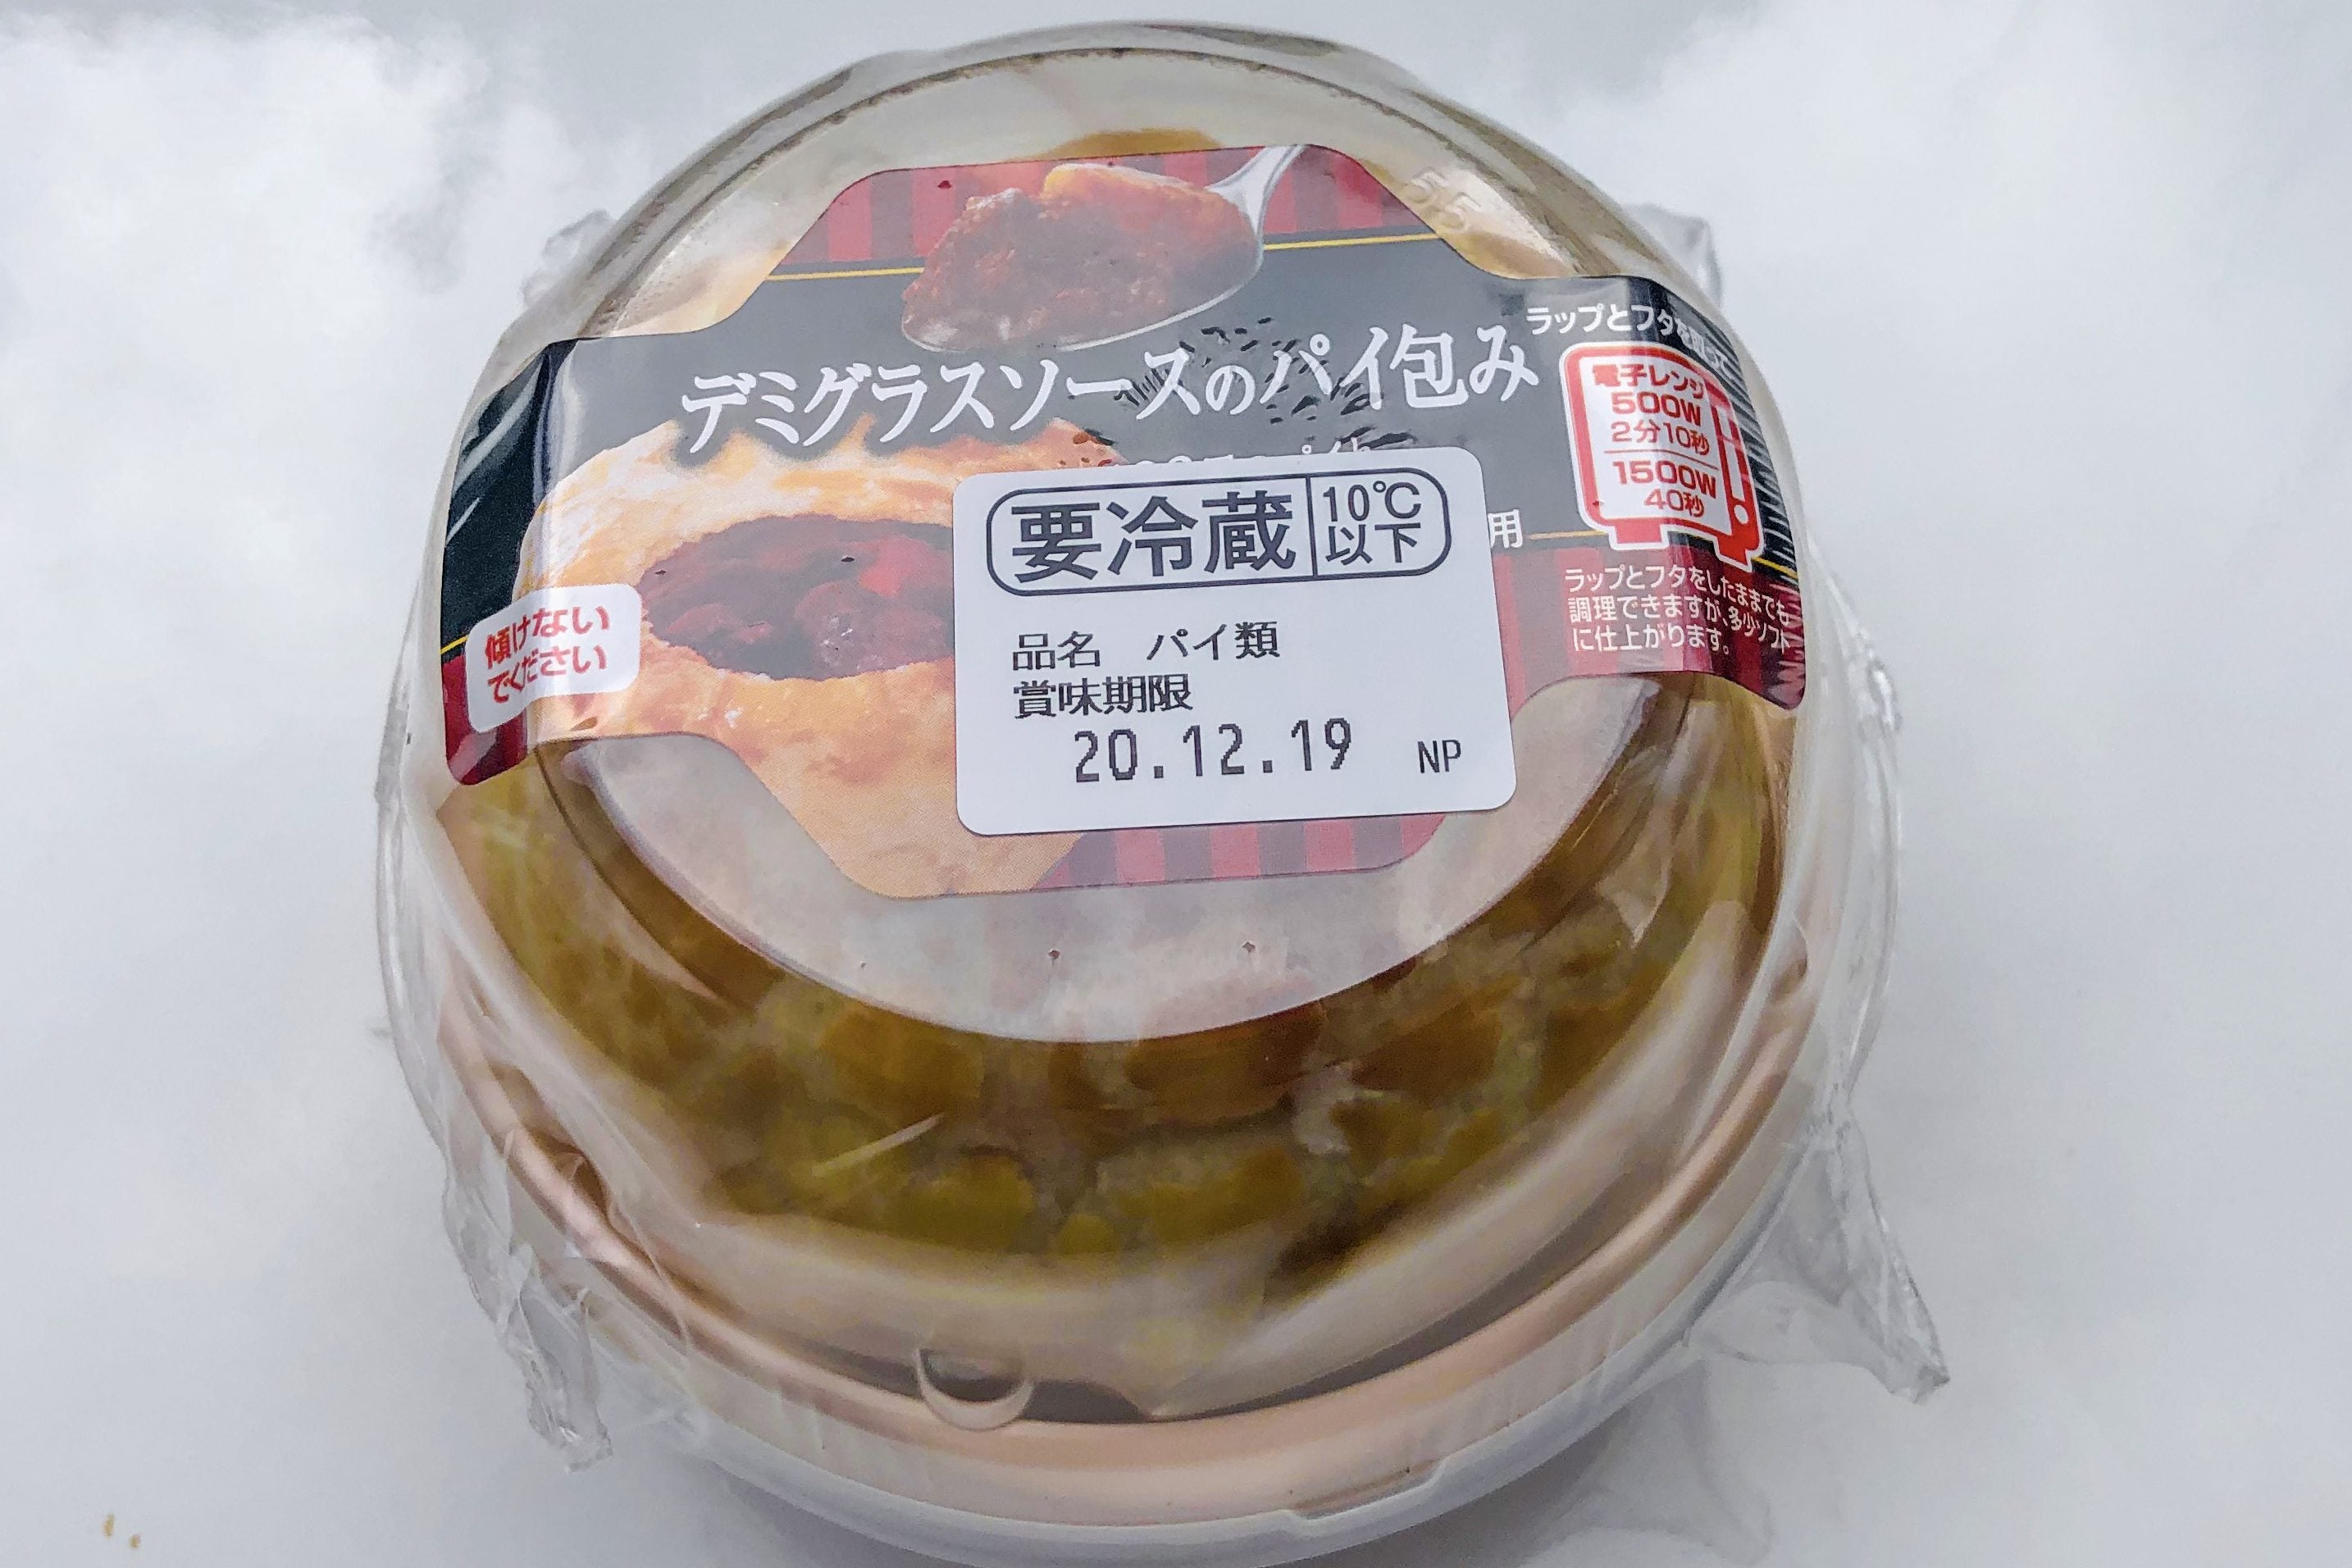 デミグラスソースのパイ包み
ラップとフタを取って
電子レンジ
500W
2分10秒
1500W
40秒
ラップとフタをしたままでも
調理できますが、多少ソフト
に仕上がります。
用
傾けない
でください
要冷蔵
10℃
以下
品名 パイ類
賞味期限
20.12.19 NP
55